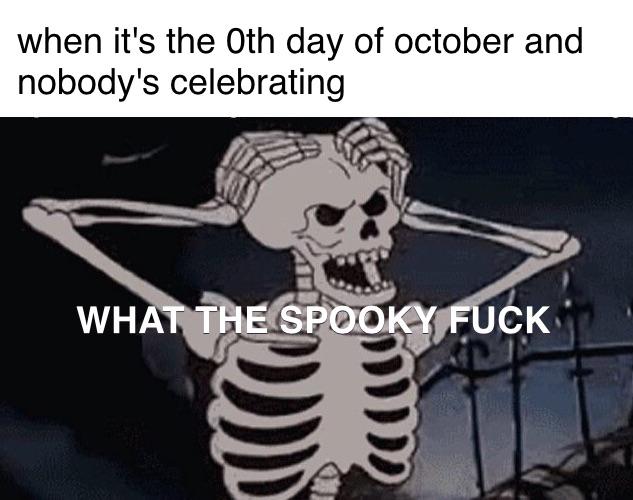 when it's the 0th day of october and
nobody's celebrating
WHAT THE SPOOKY FUCK